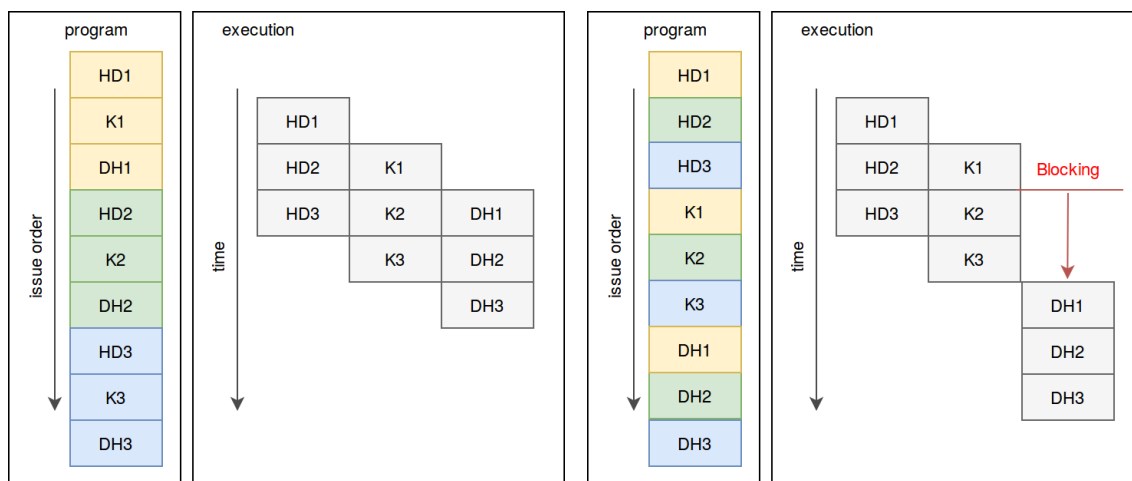 program
HD1
K1
DH1
HD2
K2
DH2
HD3
K3
DH3
issue order
execution
HD1
HD2 K1
HD3 K2 DH1
K3 DH2
DH3
time
program
HD1
HD2
HD3
K1
K2
K3
DH1
DH2
DH3
issue order
execution
HD1
HD2 K1 Blocking
HD3 K2
K3
DH1
DH2
DH3
time